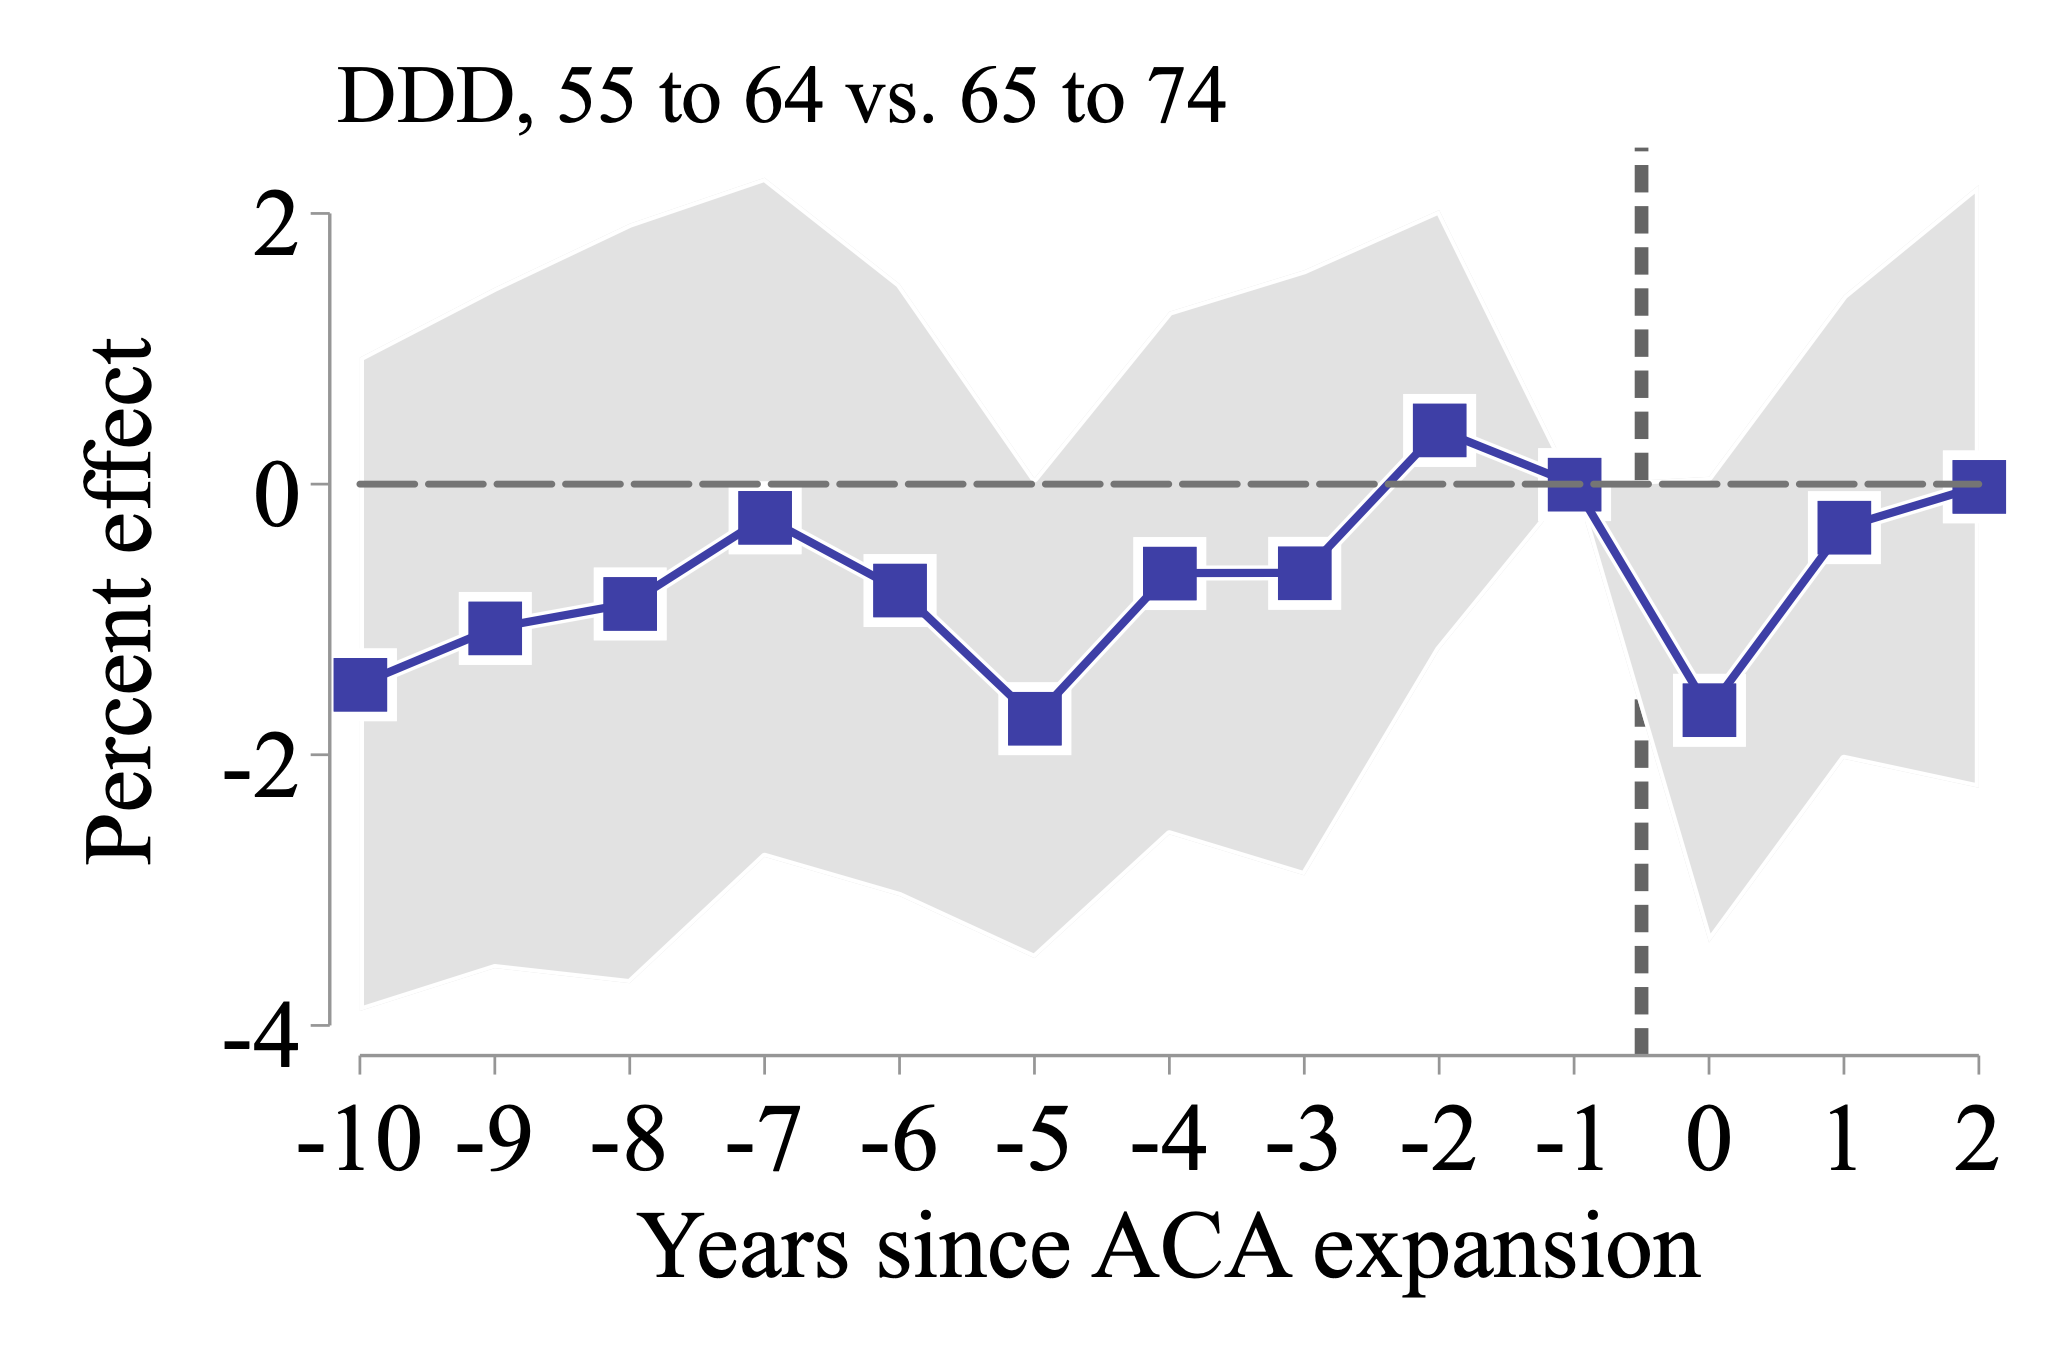 DDD, 55 to 64 vs. 65 to 74
Percent effect
2
0
-2
-4
-10 -9 -8 -7 -6 -5 -4 -3 -2 -1 0 1 2
Years since ACA expansion